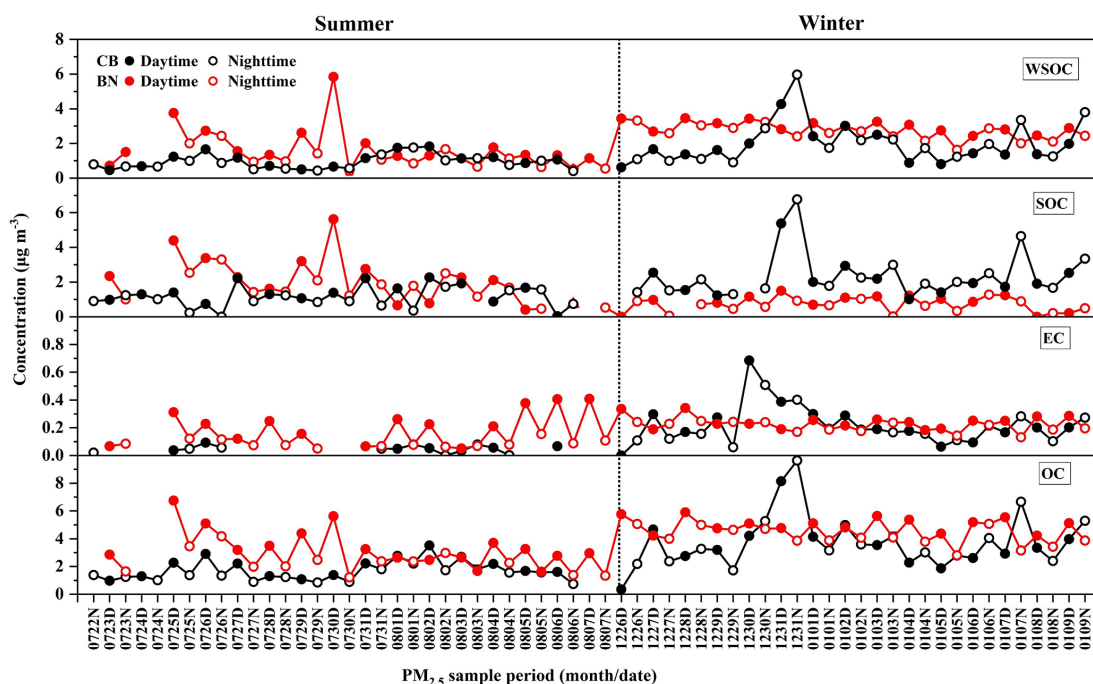 Summer Winter
CB Daytime Nighttime
BN Daytime Nighttime
WSOC
8
6
4
2
0
SOC
6
4
2
0
EC
0.8
0.6
0.4
0.2
0.0
OC
8
6
4
2
0
Concentration (µg m⁻³)
0722N 0723D 0723N 0724D 0724N 0725D 0725N 0726D 0726N 0727D 0727N 0728D 0728N 0729D 0729N 0730D 0730N 0731D 0731N 0801D 0801N 0802D 0802N 0803D 0803N 0804D 0804N 0805D 0805N 0806D 0806N 0807D 0807N 1226D 1226N 1227D 1227N 1228D 1228N 1229D 1229N 1230D 1230N 1231D 1231N 0101D 0101N 0102D 0102N 0103D 0103N 0104D 0104N 0105D 0105N 0106D 0106N 0107D 0107N 0108D 0108N 0109D 0109N
PM₂.₅ sample period (month/date)